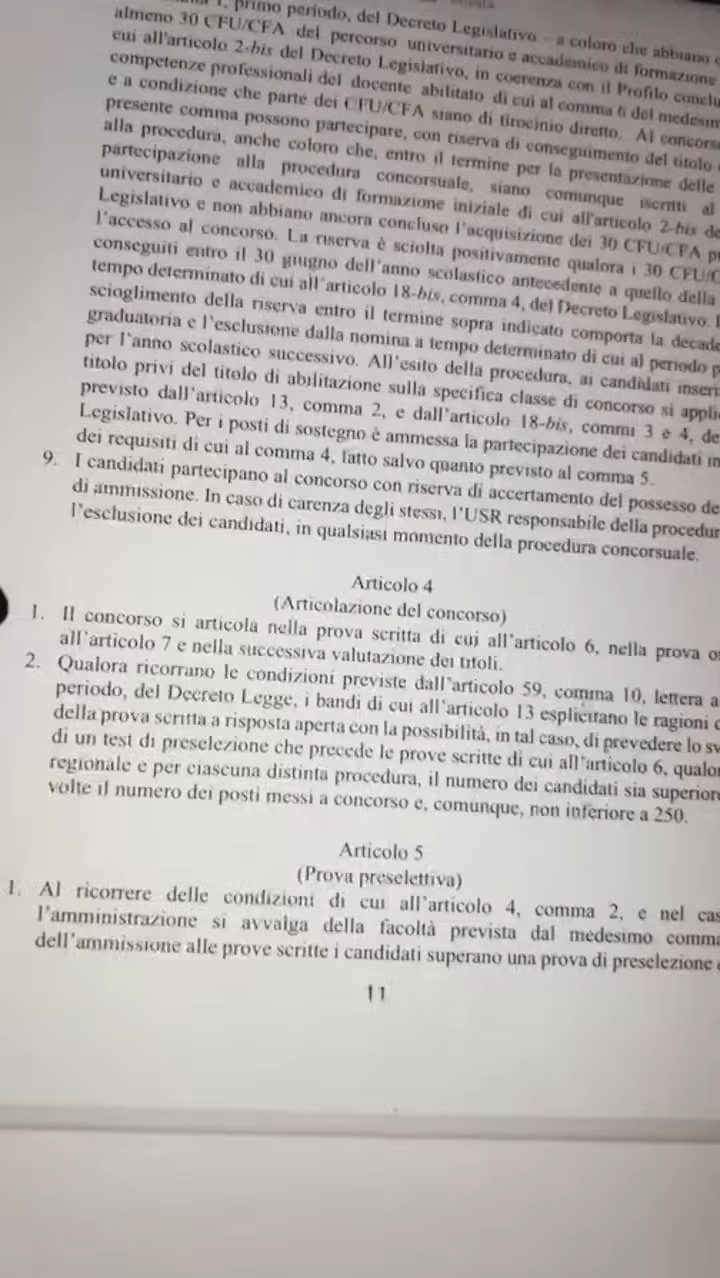 1, primo periodo, del Decreto Legislativo – a coloro che abbiano
almeno 30 CFU/CFA del percorso universitario e accademico di formazione
cui all'articolo 2-bis del Decreto Legislativo, in coerenza con il Profilo
competenze professionali del docente abilitato di cui al comma 6 del
e a condizione che parte dei CFU/CFA siano di tirocinio diretto. Al
presente comma possono partecipare, con riserva di conseguimento del titolo
alla procedura, anche coloro che, entro il termine per la presentazione delle
partecipazione alla procedura concorsuale, siano comunque iscritti al
universitario e accademico di formazione iniziale di cui all'articolo 2-bis
Legislativo e non abbiano ancora concluso l'acquisizione dei 30 CFU/CFA
l'accesso al concorso. La riserva è sciolta positivamente qualora i 30
conseguiti entro il 30 giugno dell'anno scolastico antecedente a quello della
tempo determinato di cui all'articolo 18-bis, comma 4, del Decreto Legislativo.
scioglimento della riserva entro il termine sopra indicato comporta la
graduatoria e l'esclusione dalla nomina a tempo determinato di cui al periodo
per l'anno scolastico successivo. All'esito della procedura, ai candidati
titolo privi del titolo di abilitazione sulla specifica classe di concorso si
previsto dall'articolo 13, comma 2, e dall'articolo 18-bis, commi 3 e 4,
Legislativo. Per i posti di sostegno è ammessa la partecipazione dei candidati
dei requisiti di cui al comma 4, fatto salvo quanto previsto al comma 5.
9. I candidati partecipano al concorso con riserva di accertamento del possesso
di ammissione. In caso di carenza degli stessi, l'USR responsabile della
l'esclusione dei candidati, in qualsiasi momento della procedura concorsuale.
Articolo 4
(Articolazione del concorso)
1. Il concorso si articola nella prova scritta di cui all'articolo 6, nella prova
all'articolo 7 e nella successiva valutazione dei titoli.
2. Qualora ricorrano le condizioni previste dall'articolo 59, comma 10, lettera a
periodo, del Decreto Legge, i bandi di cui all'articolo 13 esplicitano le ragioni
della prova scritta a risposta aperta con la possibilità, in tal caso, di prevedere lo
di un test di preselezione che precede le prove scritte di cui all'articolo 6,
regionale e per ciascuna distinta procedura, il numero dei candidati sia
volte il numero dei posti messi a concorso e, comunque, non inferiore a 250.
Articolo 5
(Prova preselettiva)
1. Al ricorrere delle condizioni di cui all'articolo 4, comma 2, e nel
l'amministrazione si avvalga della facoltà prevista dal medesimo
dell'ammissione alle prove scritte i candidati superano una prova di preselezione
11